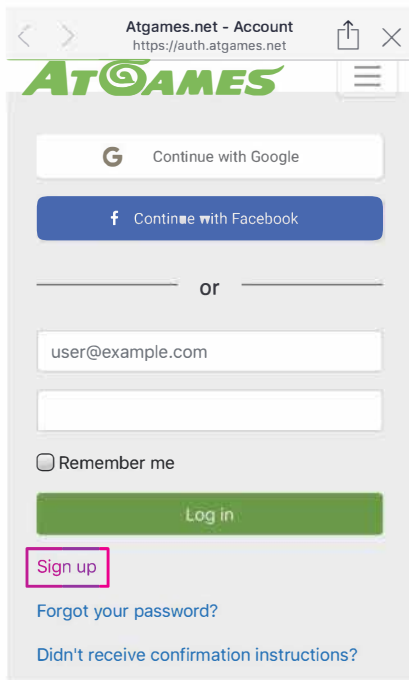 Atgames.net - Account
https://auth.atgames.net
ATGAMES
G Continue with Google
f Continue with Facebook
or
user@example.com
Remember me
Log in
Sign up
Forgot your password?
Didn't receive confirmation instructions?